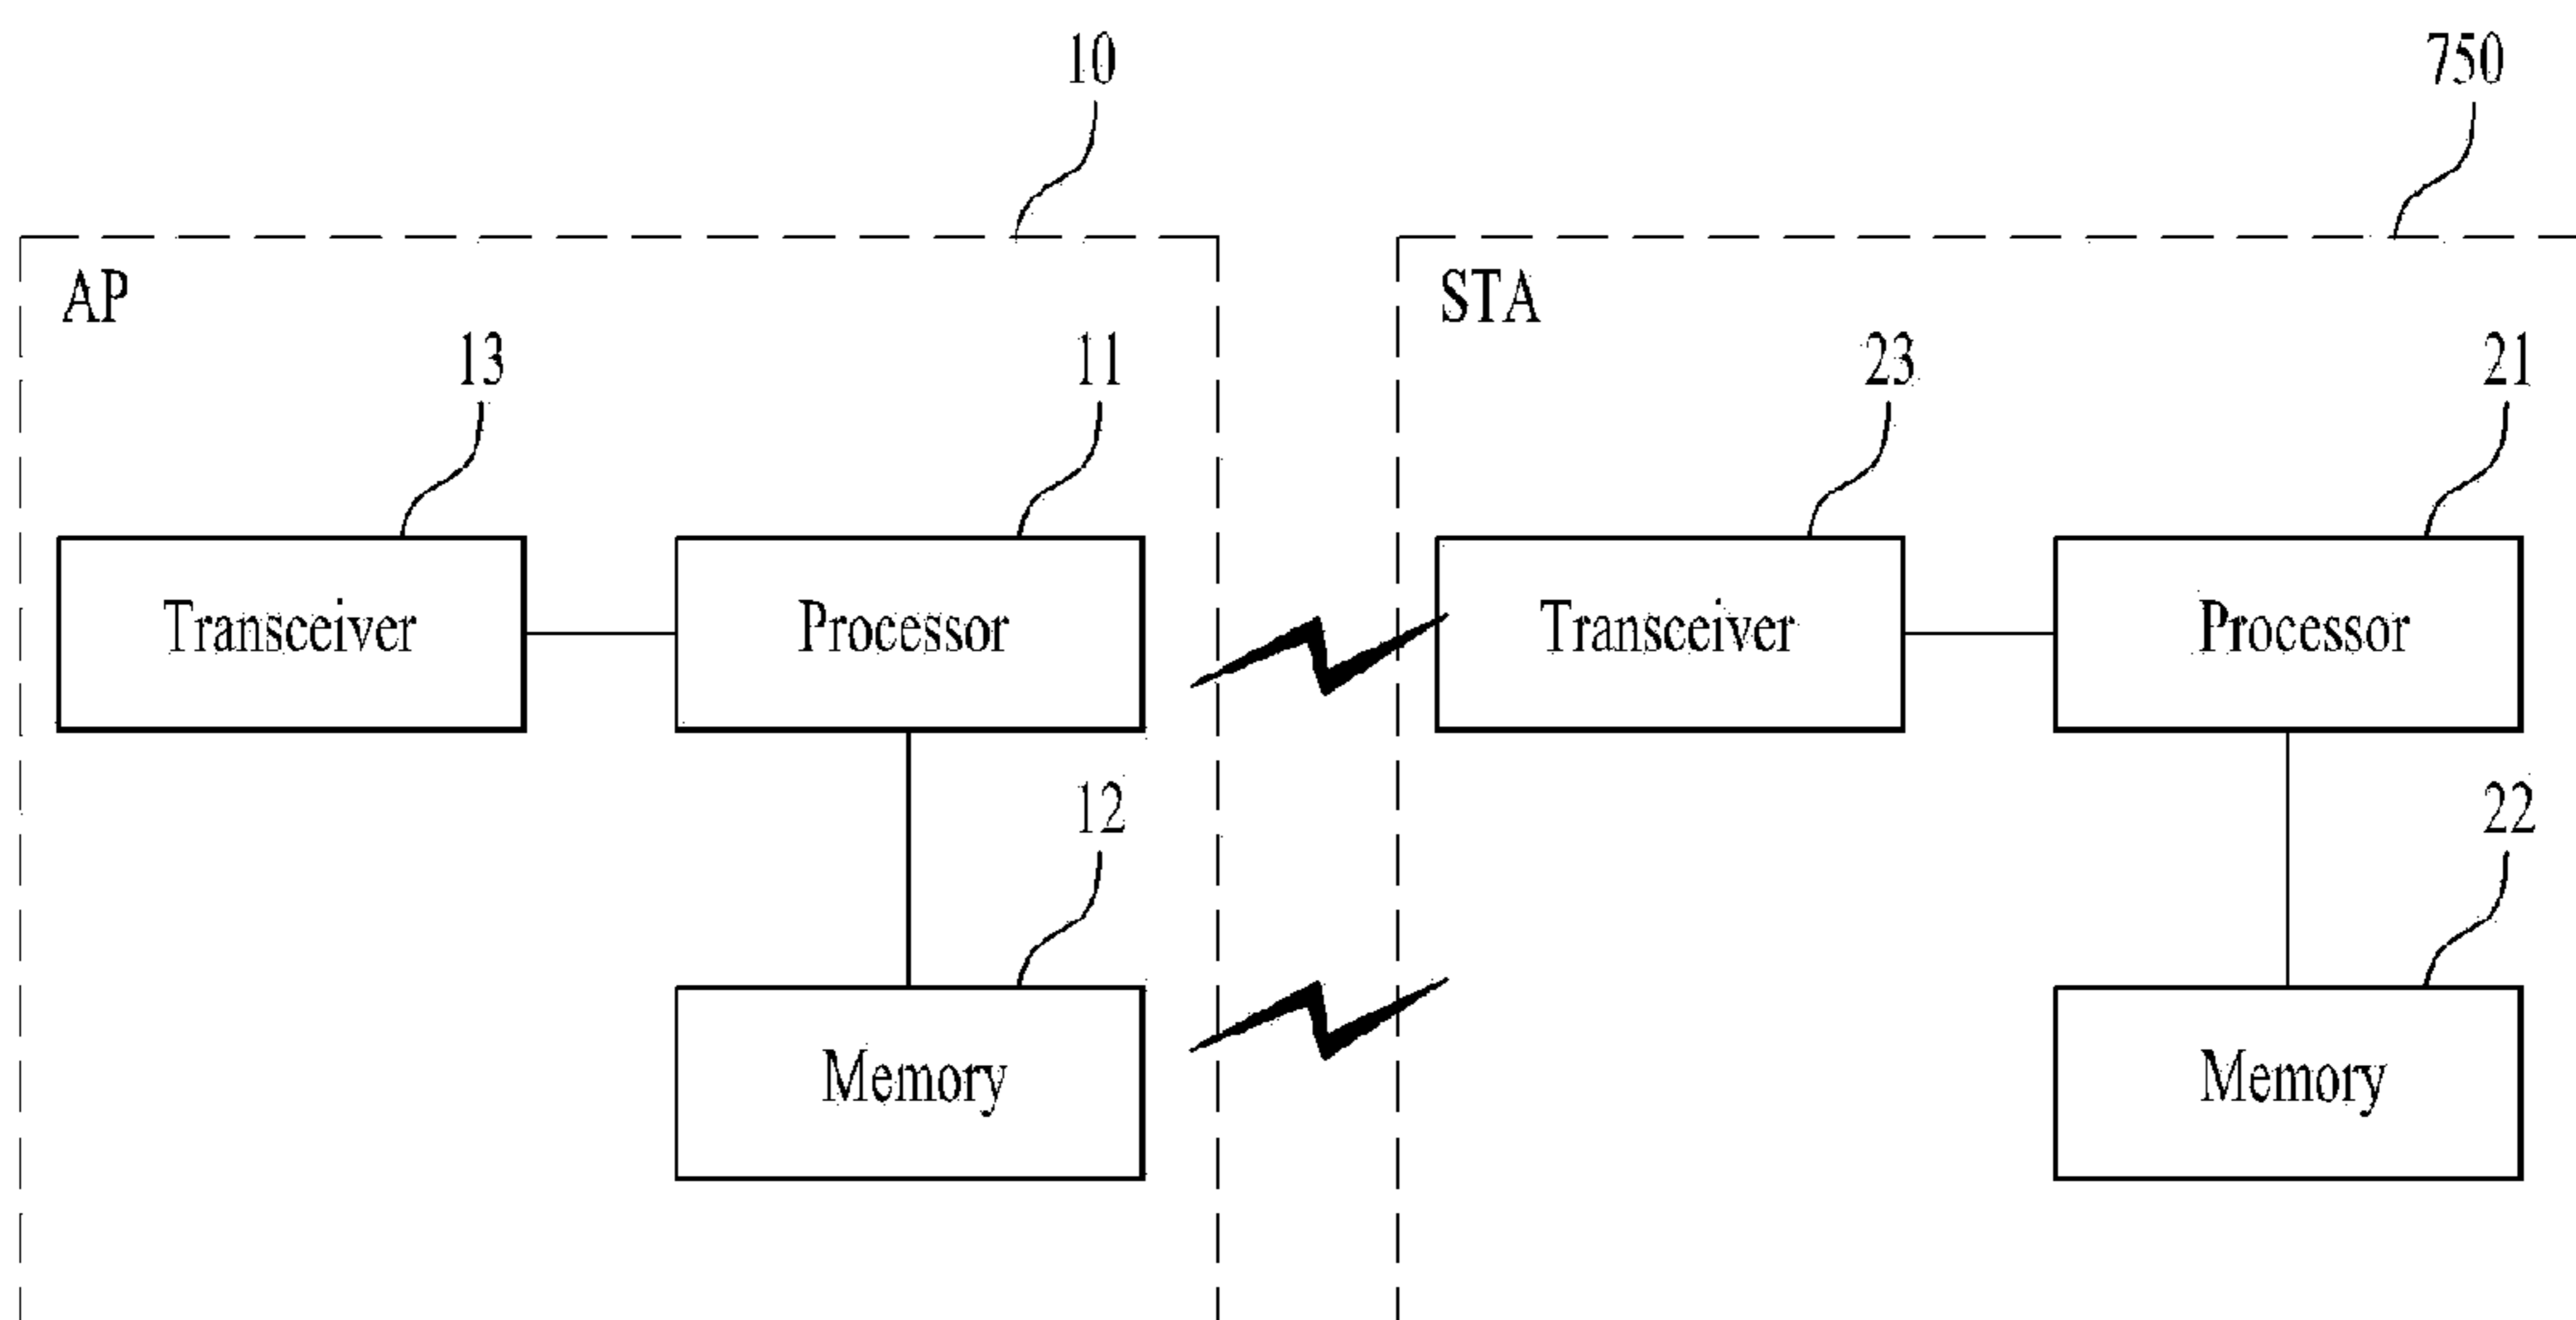 10 750
AP STA
13 11 23 21
Transceiver Processor Transceiver Processor
12 22
Memory Memory